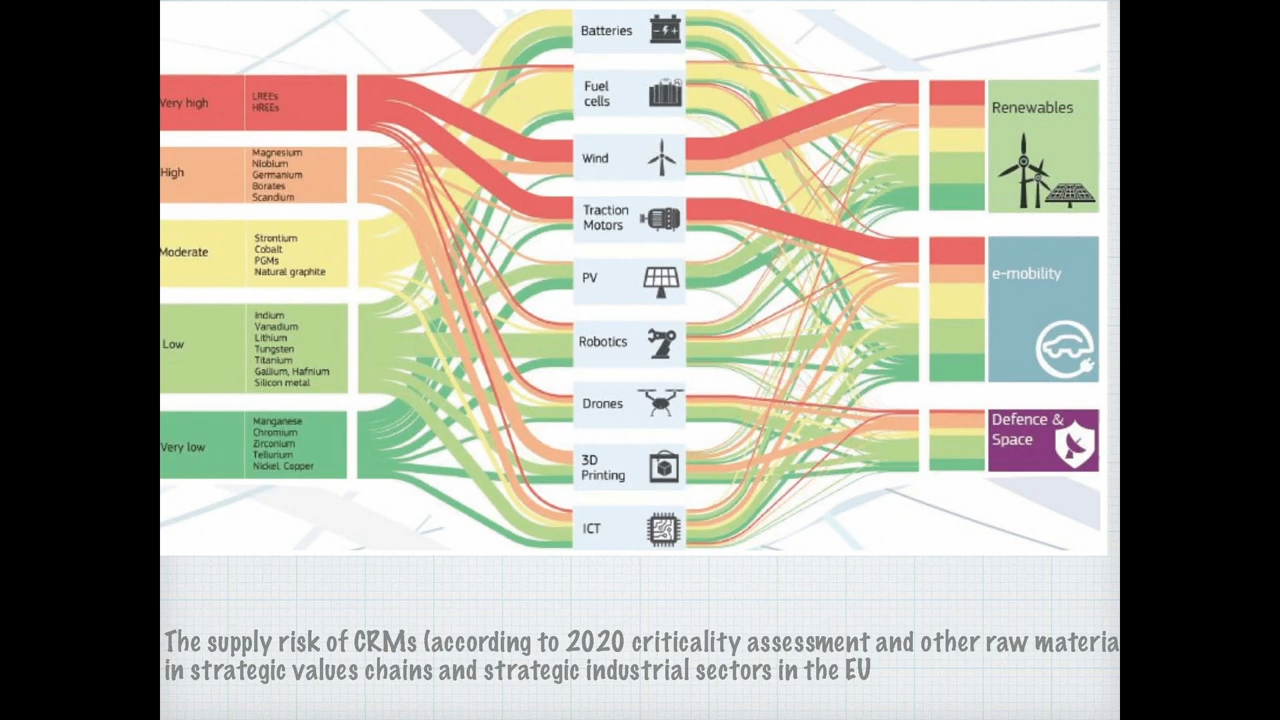 Very high
LREEs
HREEs
High
Magnesium
Niobium
Germanium
Borates
Scandium
Moderate
Strontium
Cobalt
PGMs
Natural graphite
Low
Indium
Vanadium
Lithium
Tungsten
Titanium
Gallium, Hafnium
Silicon metal
Very low
Manganese
Chromium
Zirconium
Tellurium
Nickel, Copper
Batteries
Fuel
cells
Wind
Traction
Motors
PV
Robotics
Drones
3D
Printing
ICT
Renewables
e-mobility
Defence &
Space
The supply risk of CRMs (according to 2020 criticality assessment and other raw materia
in strategic values chains and strategic industrial sectors in the EU